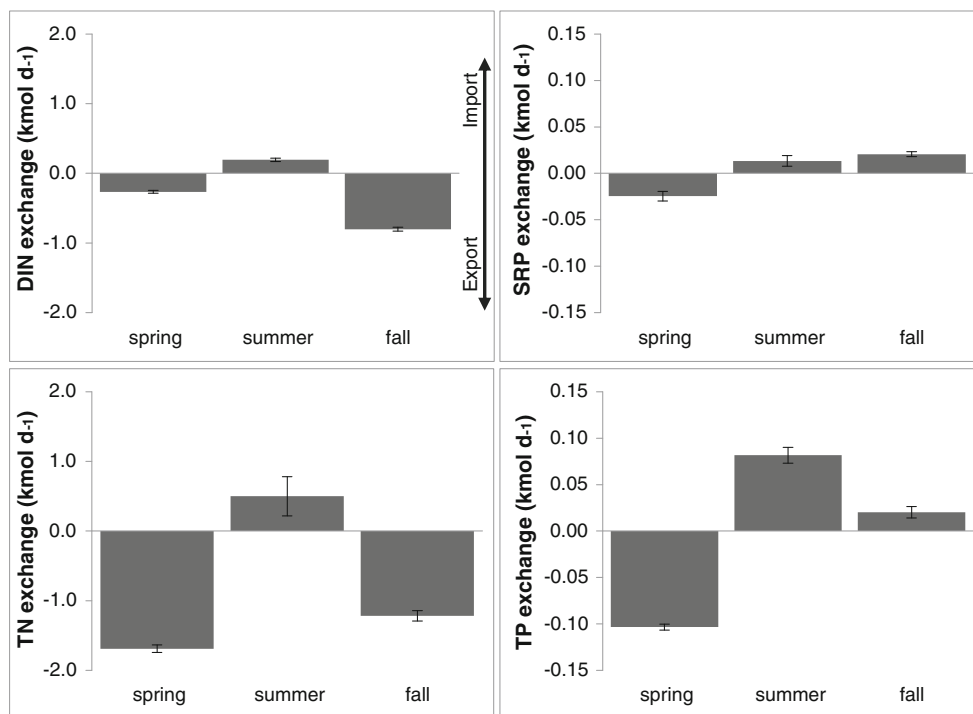 DIN exchange (kmol d-1)
2.0
1.0
0.0
-1.0
-2.0
spring summer fall
Import
Export
SRP exchange (kmol d-1)
0.15
0.10
0.05
0.00
-0.05
-0.10
-0.15
spring summer fall
TN exchange (kmol d-1)
2.0
1.0
0.0
-1.0
-2.0
spring summer fall
TP exchange (kmol d-1)
0.15
0.10
0.05
0.00
-0.05
-0.10
-0.15
spring summer fall